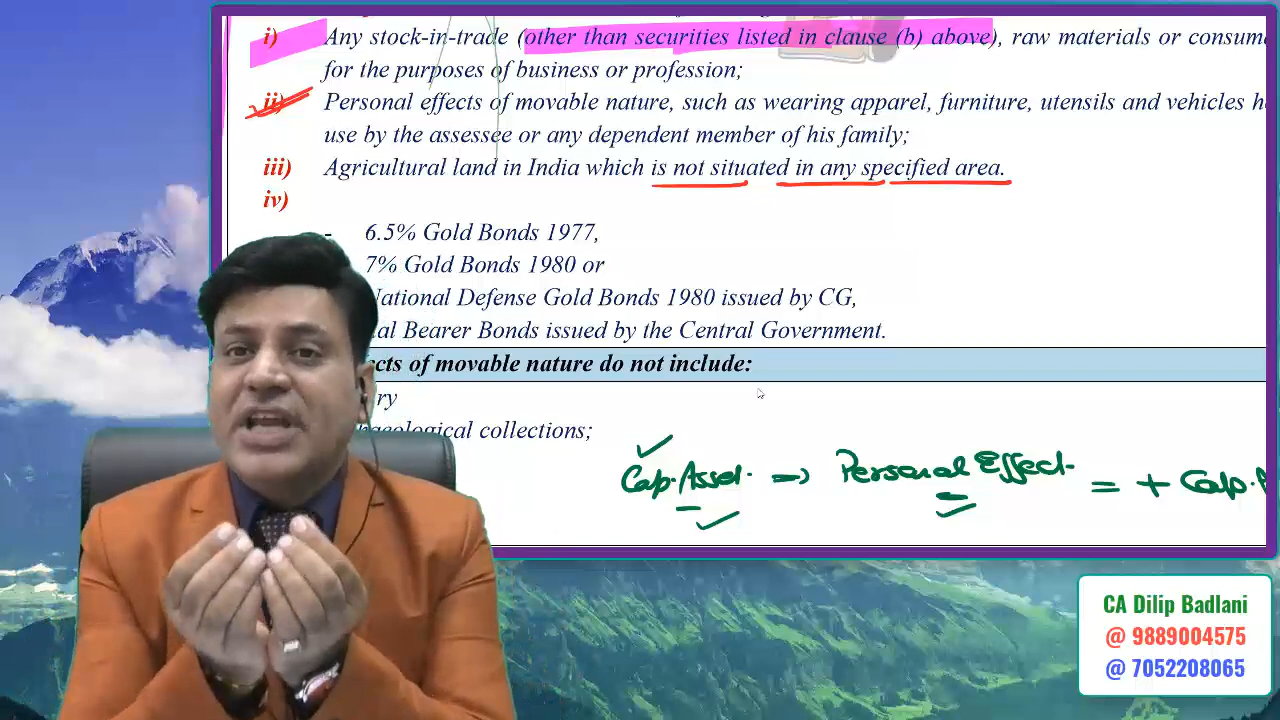 i) Any stock-in-trade (other than securities listed in clause (b) above), raw materials or consum
for the purposes of business or profession;
ii) Personal effects of movable nature, such as wearing apparel, furniture, utensils and vehicles h
use by the assessee or any dependent member of his family;
iii) Agricultural land in India which is not situated in any specified area.
iv)
- 6.5% Gold Bonds 1977,
7% Gold Bonds 1980 or
National Defense Gold Bonds 1980 issued by CG,
al Bearer Bonds issued by the Central Government.
cts of movable nature do not include:
ry
haeological collections;
Cap. Asset. => Personal Effect. = + Cap.
CA Dilip Badlani
@ 9889004575
@ 7052208065